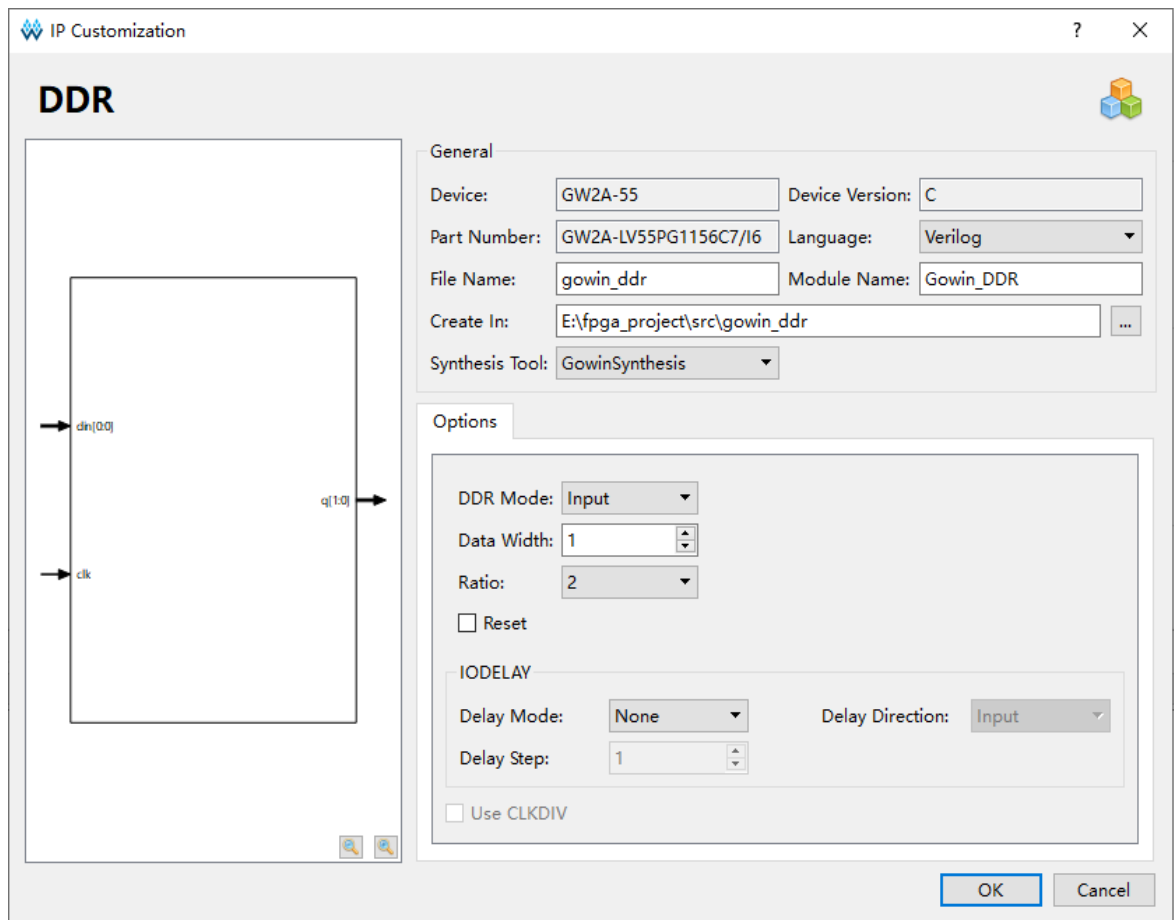 IP Customization
?
DDR
din[0:0]
clk
q[1:0]
General
Device: GW2A-55 Device Version: C
Part Number: GW2A-LV55PG1156C7/I6 Language: Verilog
File Name: gowin_ddr Module Name: Gowin_DDR
Create In: E:\fpga_project\src\gowin_ddr ...
Synthesis Tool: GowinSynthesis
Options
DDR Mode: Input
Data Width: 1
Ratio: 2
Reset
IODELAY
Delay Mode: None Delay Direction: Input
Delay Step: 1
Use CLKDIV
OK Cancel